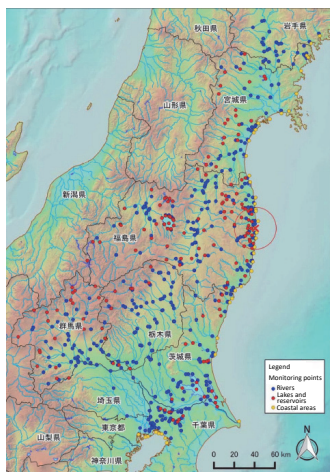 秋田県
岩手県
宮城県
山形県
新潟県
福島県
群馬県
栃木県
茨城県
埼玉県
東京都
千葉県
山梨県
神奈川県
Legend
Monitoring points
Rivers
Lakes and
reservoirs
Coastal areas
0 20 40 60 km